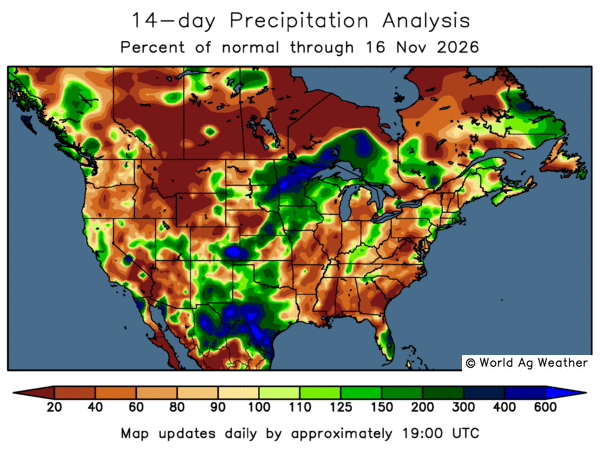 14-day Precipitation Analysis
Percent of normal through 16 Nov 2026
© World Ag Weather
20 40 60 80 90 100 110 125 150 200 300 400 600
Map updates daily by approximately 19:00 UTC